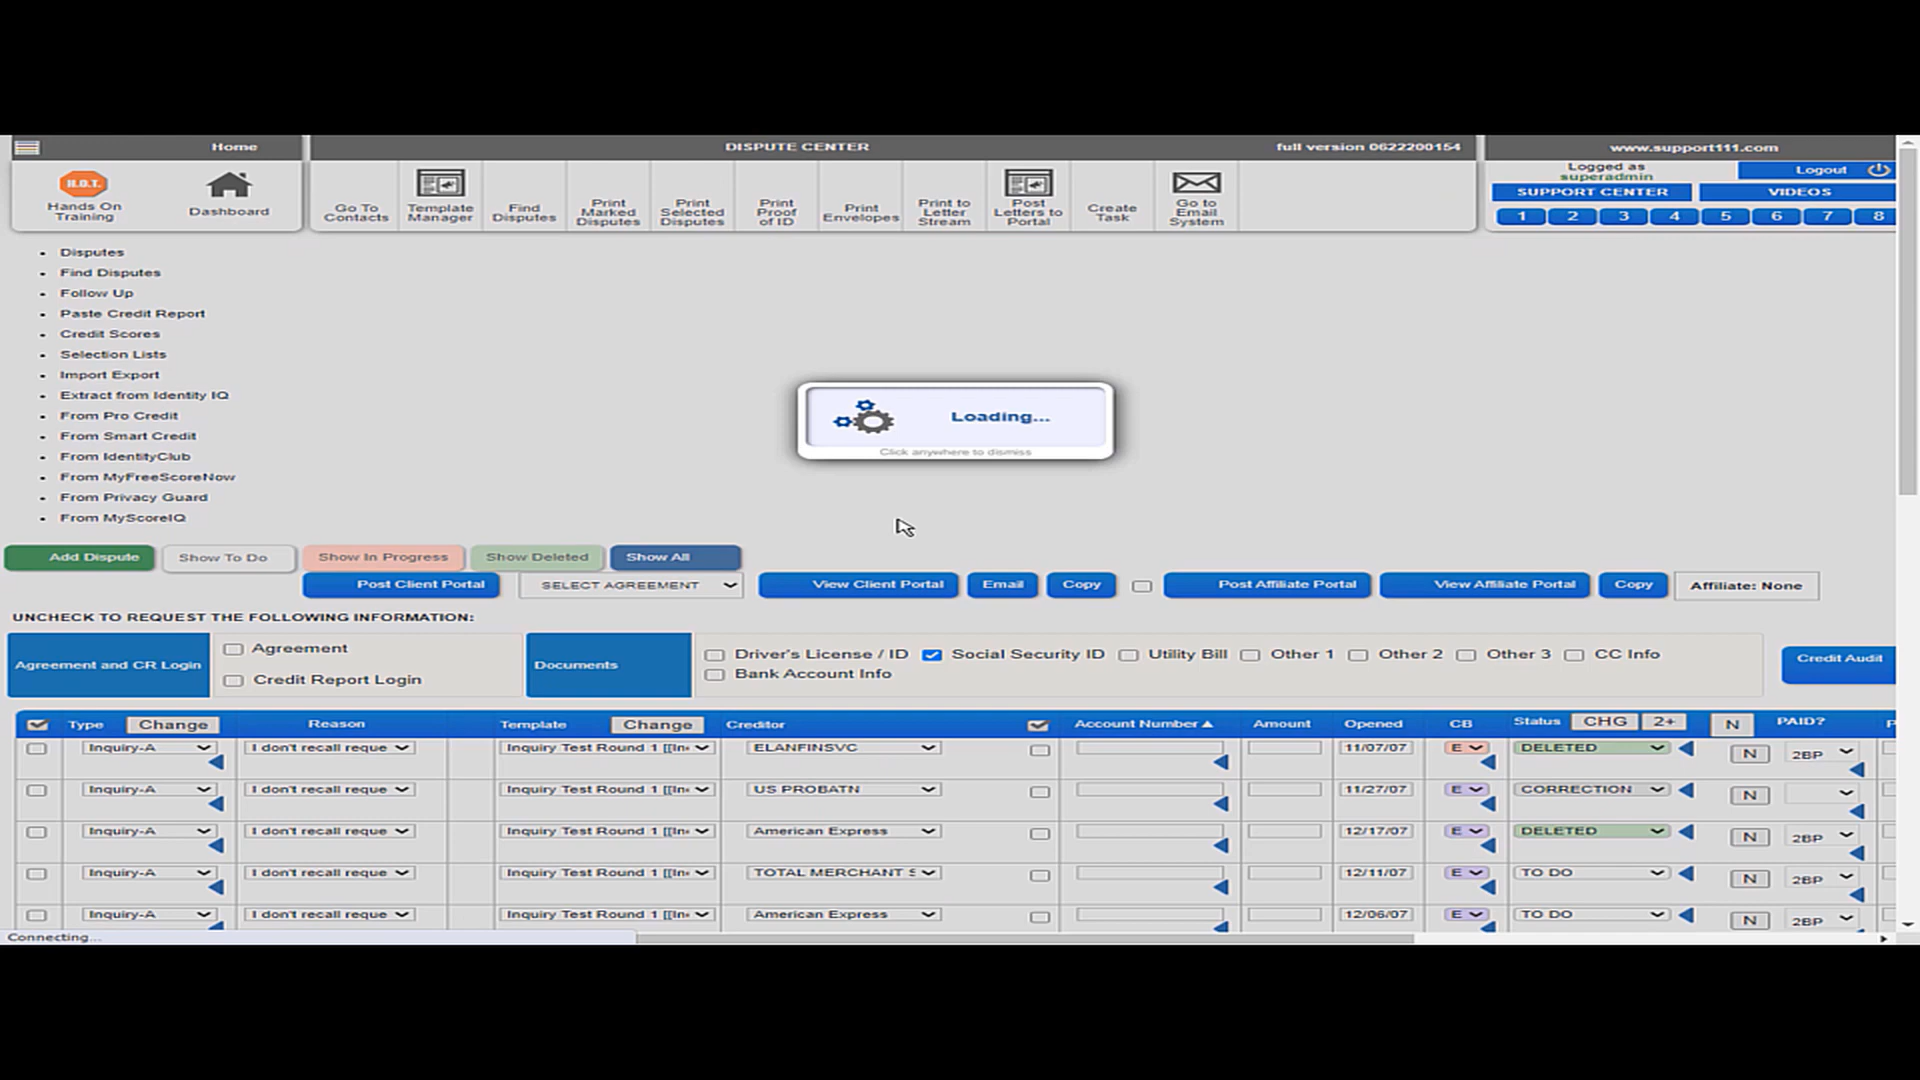 Home
DISPUTE CENTER
full version 0622200154
www.support111.com
H.O.T.
Hands On
Training
Dashboard
Go To
Contacts
Template
Manager
Find
Disputes
Print
Marked
Disputes
Print
Selected
Disputes
Print
Proof
of ID
Print
Envelopes
Print to
Letter
Stream
Post
Letters to
Portal
Create
Task
Go to
Email
System
Logged as
superadmin
Logout
SUPPORT CENTER
VIDEOS
1 2 3 4 5 6 7 8
Disputes
Find Disputes
Follow Up
Paste Credit Report
Credit Scores
Selection Lists
Import Export
Extract from Identity IQ
From Pro Credit
From Smart Credit
From IdentityClub
From MyFreeScoreNow
From Privacy Guard
From MyScoreIQ
Loading...
Click anywhere to dismiss
Add Dispute Show To Do Show In Progress Show Deleted Show All
Post Client Portal SELECT AGREEMENT View Client Portal Email Copy Post Affiliate Portal View Affiliate Portal Copy Affiliate: None
UNCHECK TO REQUEST THE FOLLOWING INFORMATION:
Agreement and CR Login
Agreement
Credit Report Login
Documents
Driver's License / ID Social Security ID Utility Bill Other 1 Other 2 Other 3 CC Info
Bank Account Info
Credit Audit
Type Change Reason Template Change Creditor Account Number Amount Opened CB Status CHG 2+ N PAID? P
Inquiry-A I don't recall reque Inquiry Test Round 1 [[In ELANFINSVC 11/07/07 E DELETED N 2BP
Inquiry-A I don't recall reque Inquiry Test Round 1 [[In US PROBATN 11/27/07 E CORRECTION N
Inquiry-A I don't recall reque Inquiry Test Round 1 [[In American Express 12/17/07 E DELETED N 2BP
Inquiry-A I don't recall reque Inquiry Test Round 1 [[In TOTAL MERCHANT S 12/11/07 E TO DO N 2BP
Inquiry-A I don't recall reque Inquiry Test Round 1 [[In American Express 12/06/07 E TO DO N 2BP
Connecting...